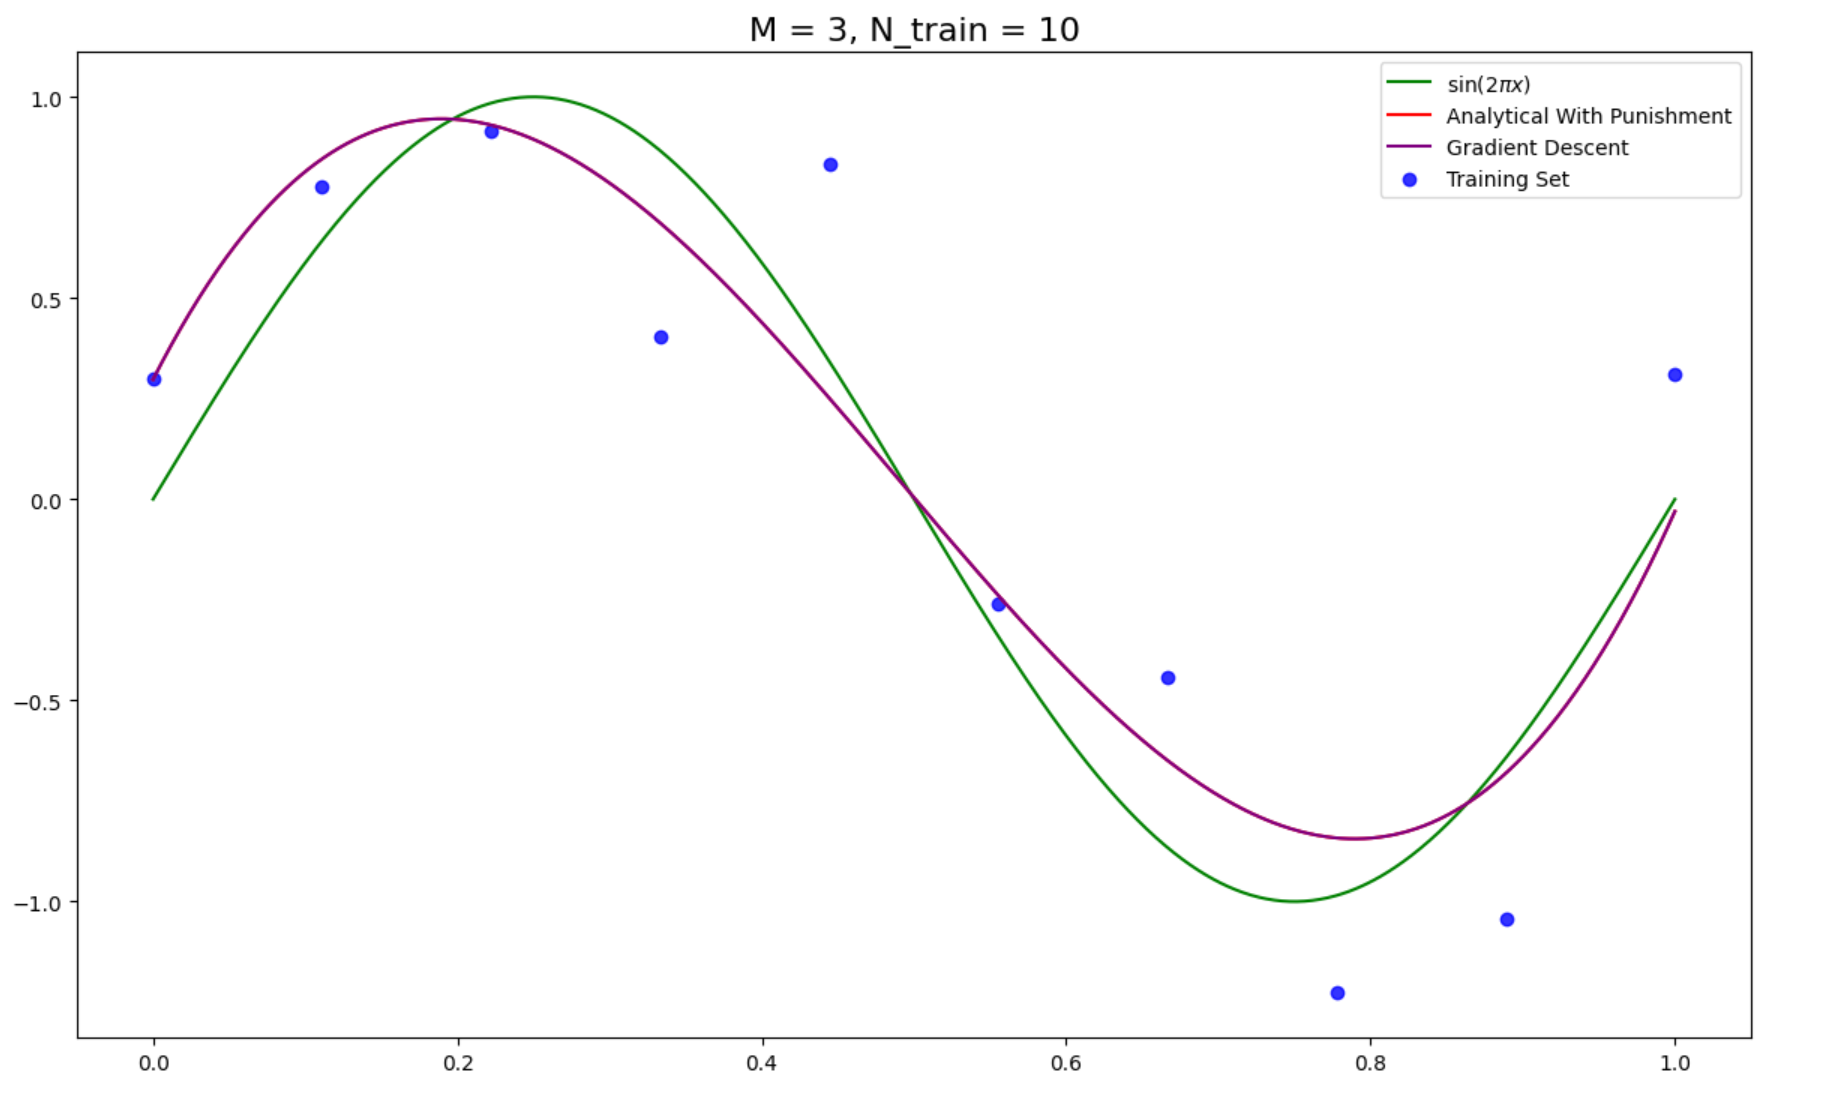 M = 3, N_train = 10
sin(2πx)
Analytical With Punishment
Gradient Descent
Training Set
1.0
0.5
0.0
−0.5
−1.0
0.0 0.2 0.4 0.6 0.8 1.0